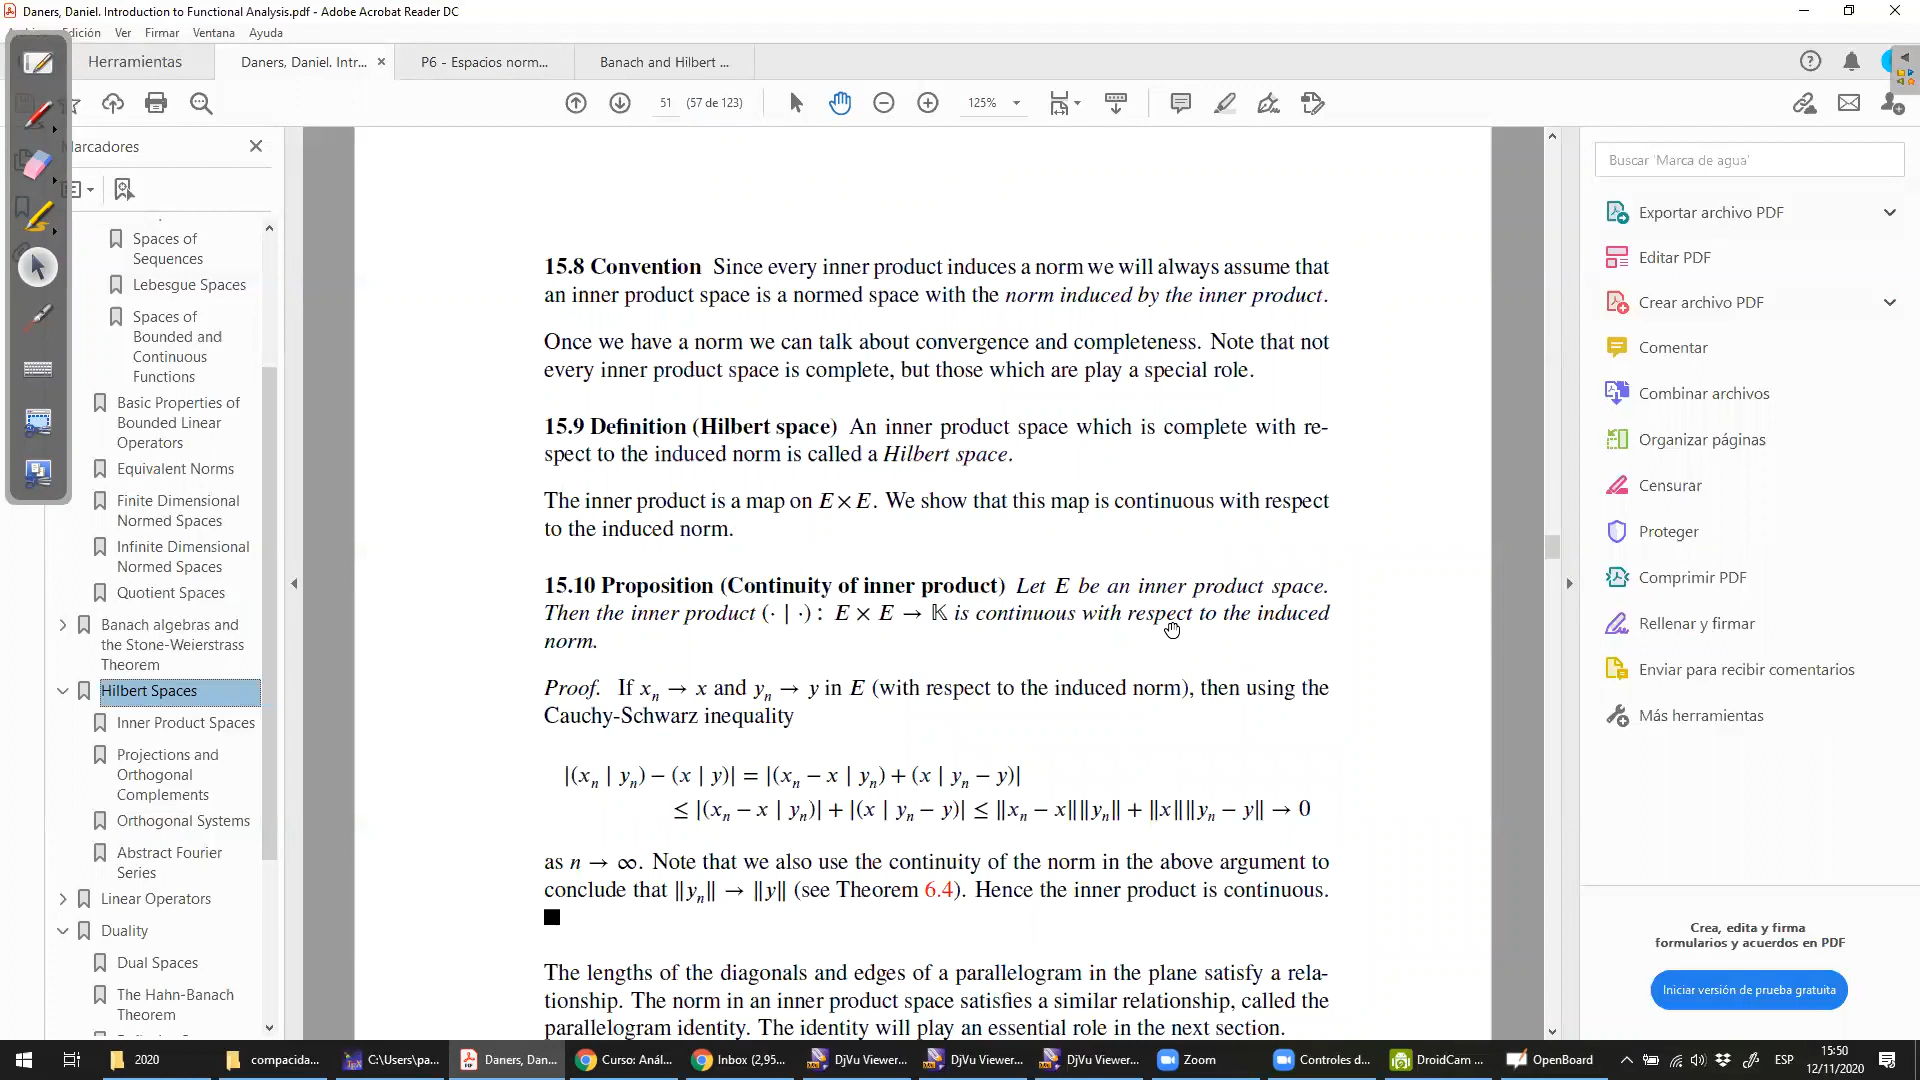 Daners, Daniel. Introduction to Functional Analysis.pdf - Adobe Acrobat Reader DC
Edición Ver Firmar Ventana Ayuda
Herramientas
Daners, Daniel. Intr...
P6 - Espacios norm...
Banach and Hilbert ...
51 (57 de 123)
125%
Marcadores
Spaces of
Sequences
Lebesgue Spaces
Spaces of
Bounded and
Continuous
Functions
Basic Properties of
Bounded Linear
Operators
Equivalent Norms
Finite Dimensional
Normed Spaces
Infinite Dimensional
Normed Spaces
Quotient Spaces
Banach algebras and
the Stone-Weierstrass
Theorem
Hilbert Spaces
Inner Product Spaces
Projections and
Orthogonal
Complements
Orthogonal Systems
Abstract Fourier
Series
Linear Operators
Duality
Dual Spaces
The Hahn-Banach
Theorem
15.8 Convention Since every inner product induces a norm we will always assume that
an inner product space is a normed space with the norm induced by the inner product.
Once we have a norm we can talk about convergence and completeness. Note that not
every inner product space is complete, but those which are play a special role.
15.9 Definition (Hilbert space) An inner product space which is complete with re-
spect to the induced norm is called a Hilbert space.
The inner product is a map on E×E. We show that this map is continuous with respect
to the induced norm.
15.10 Proposition (Continuity of inner product) Let E be an inner product space.
Then the inner product (· | ·): E × E → 𝕂 is continuous with respect to the induced
norm.
Proof. If xₙ → x and yₙ → y in E (with respect to the induced norm), then using the
Cauchy-Schwarz inequality
|(xₙ | yₙ) − (x | y)| = |(xₙ − x | yₙ) + (x | yₙ − y)|
≤ |(xₙ − x | yₙ)| + |(x | yₙ − y)| ≤ ‖xₙ − x‖‖yₙ‖ + ‖x‖‖yₙ − y‖ → 0
as n → ∞. Note that we also use the continuity of the norm in the above argument to
conclude that ‖yₙ‖ → ‖y‖ (see Theorem 6.4). Hence the inner product is continuous.
The lengths of the diagonals and edges of a parallelogram in the plane satisfy a rela-
tionship. The norm in an inner product space satisfies a similar relationship, called the
parallelogram identity. The identity will play an essential role in the next section.
Buscar 'Marca de agua'
Exportar archivo PDF
Editar PDF
Crear archivo PDF
Comentar
Combinar archivos
Organizar páginas
Censurar
Proteger
Comprimir PDF
Rellenar y firmar
Enviar para recibir comentarios
Más herramientas
Crea, edita y firma
formularios y acuerdos en PDF
Iniciar versión de prueba gratuita
2020
compacida...
C:\Users\pa...
Daners, Dan...
Curso: Anál...
Inbox (2,95...
DjVu Viewer...
DjVu Viewer...
DjVu Viewer...
Zoom
Controles d...
DroidCam ...
OpenBoard
ESP
15:50
12/11/2020